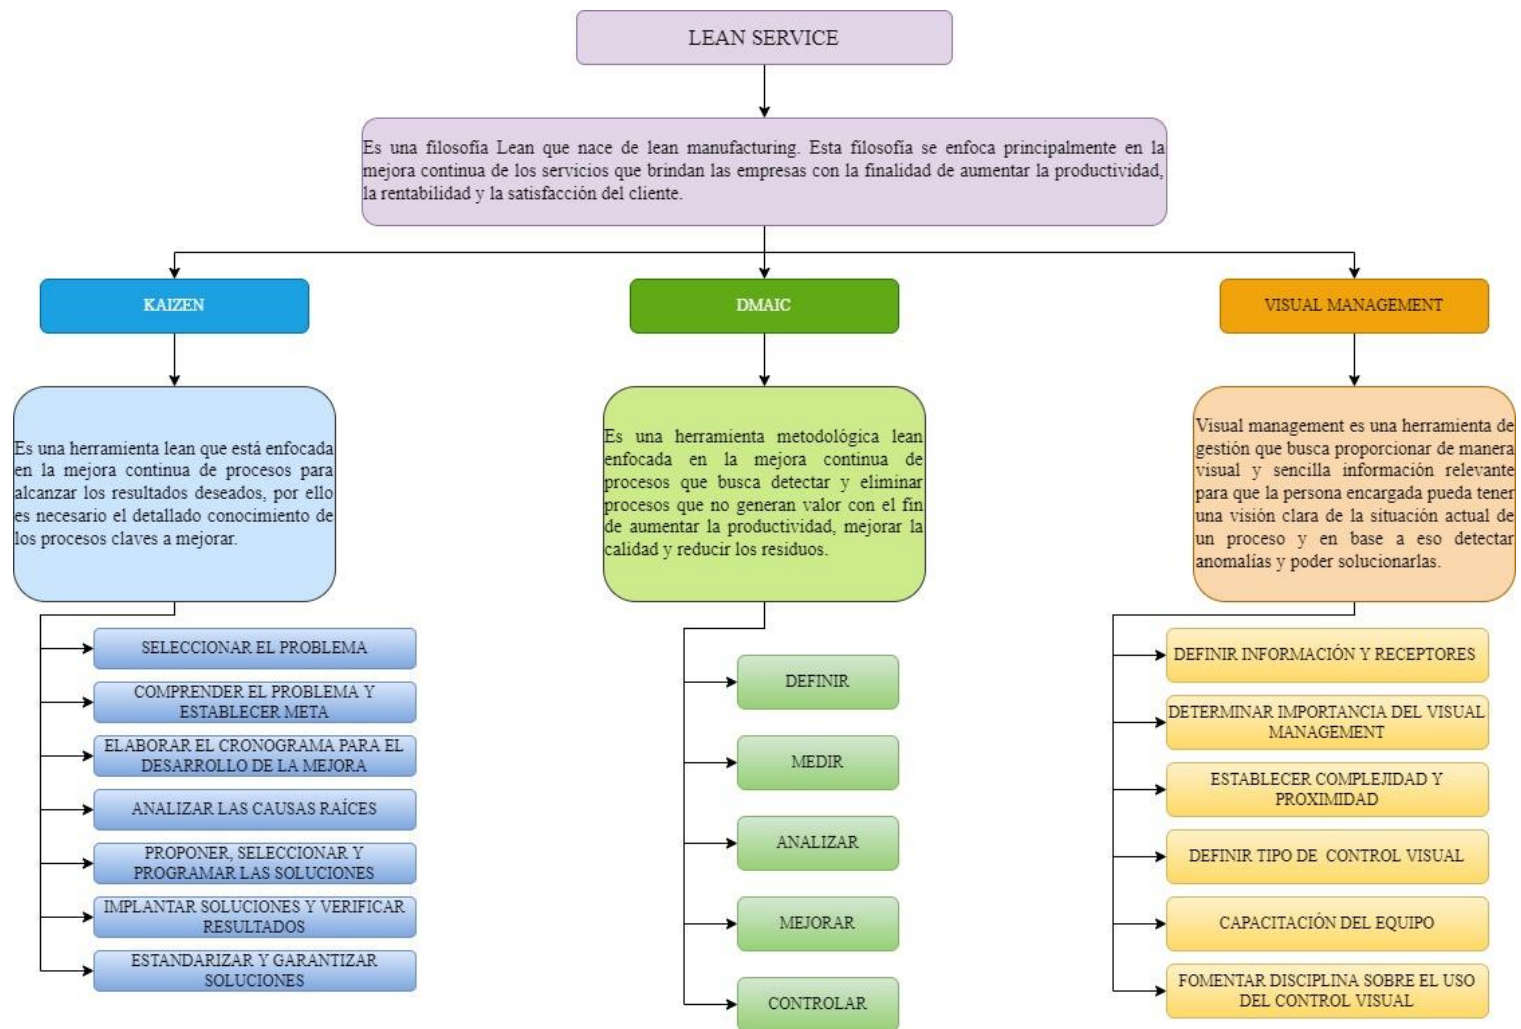 LEAN SERVICE
Es una filosofía Lean que nace de lean manufacturing. Esta filosofía se enfoca principalmente en la
mejora continua de los servicios que brindan las empresas con la finalidad de aumentar la productividad,
la rentabilidad y la satisfacción del cliente.
KAIZEN
Es una herramienta lean que está enfocada
en la mejora continua de procesos para
alcanzar los resultados deseados, por ello
es necesario el detallado conocimiento de
los procesos claves a mejorar.
SELECCIONAR EL PROBLEMA
COMPRENDER EL PROBLEMA Y
ESTABLECER META
ELABORAR EL CRONOGRAMA PARA EL
DESARROLLO DE LA MEJORA
ANALIZAR LAS CAUSAS RAÍCES
PROPONER, SELECCIONAR Y
PROGRAMAR LAS SOLUCIONES
IMPLANTAR SOLUCIONES Y VERIFICAR
RESULTADOS
ESTANDARIZAR Y GARANTIZAR
SOLUCIONES
DMAIC
Es una herramienta metodológica lean
enfocada en la mejora continua de
procesos que busca detectar y eliminar
procesos que no generan valor con el fin
de aumentar la productividad, mejorar la
calidad y reducir los residuos.
DEFINIR
MEDIR
ANALIZAR
MEJORAR
CONTROLAR
VISUAL MANAGEMENT
Visual management es una herramienta de
gestión que busca proporcionar de manera
visual y sencilla información relevante
para que la persona encargada pueda tener
una visión clara de la situación actual de
un proceso y en base a eso detectar
anomalías y poder solucionarlas.
DEFINIR INFORMACIÓN Y RECEPTORES
DETERMINAR IMPORTANCIA DEL VISUAL
MANAGEMENT
ESTABLECER COMPLEJIDAD Y
PROXIMIDAD
DEFINIR TIPO DE CONTROL VISUAL
CAPACITACIÓN DEL EQUIPO
FOMENTAR DISCIPLINA SOBRE EL USO
DEL CONTROL VISUAL